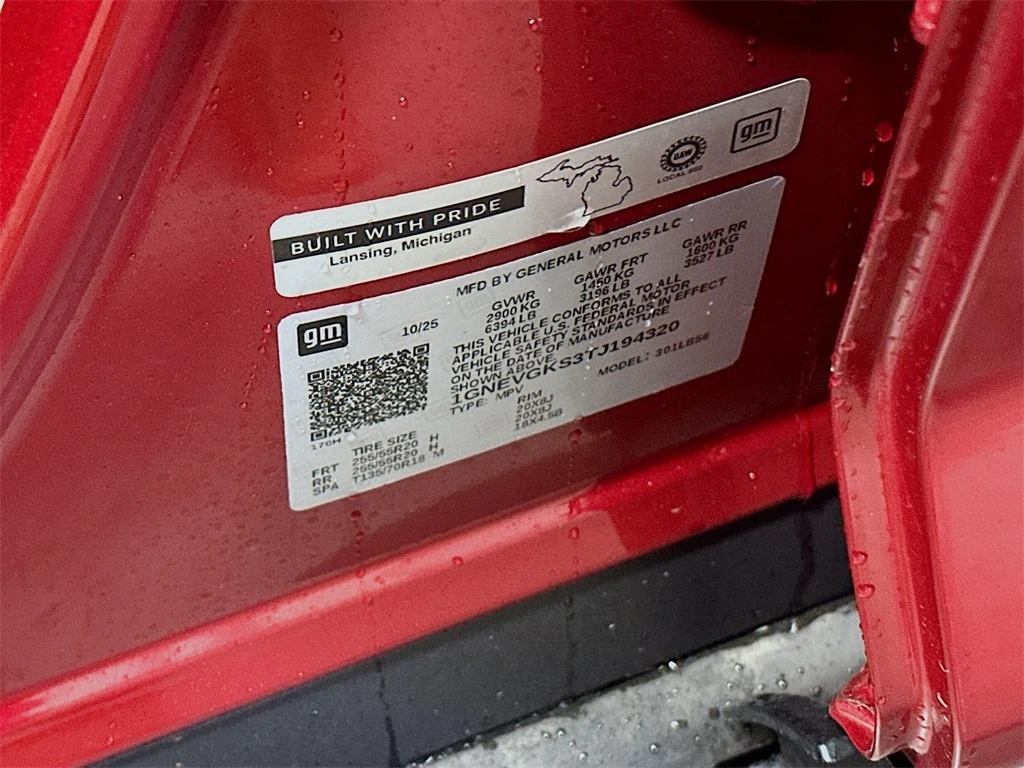 BUILT WITH PRIDE
Lansing, Michigan
UAW
LOCAL 602
gm
gm
MFD BY GENERAL MOTORS LLC
10/25
GVWR GAWR FRT GAWR RR
2900 KG 1450 KG 1600 KG
6394 LB 3196 LB 3527 LB
THIS VEHICLE CONFORMS TO ALL
APPLICABLE U.S. FEDERAL MOTOR
VEHICLE SAFETY STANDARDS IN EFFECT
ON THE DATE OF MANUFACTURE
SHOWN ABOVE.
1GNEVGKS3TJ194320
TYPE: MPV MODEL: 301LB56
170H
TIRE SIZE RIM
FRT 255/55R20 H 20X8J
RR 255/55R20 H 20X8J
SPA T135/70R18 M 18X4.5B